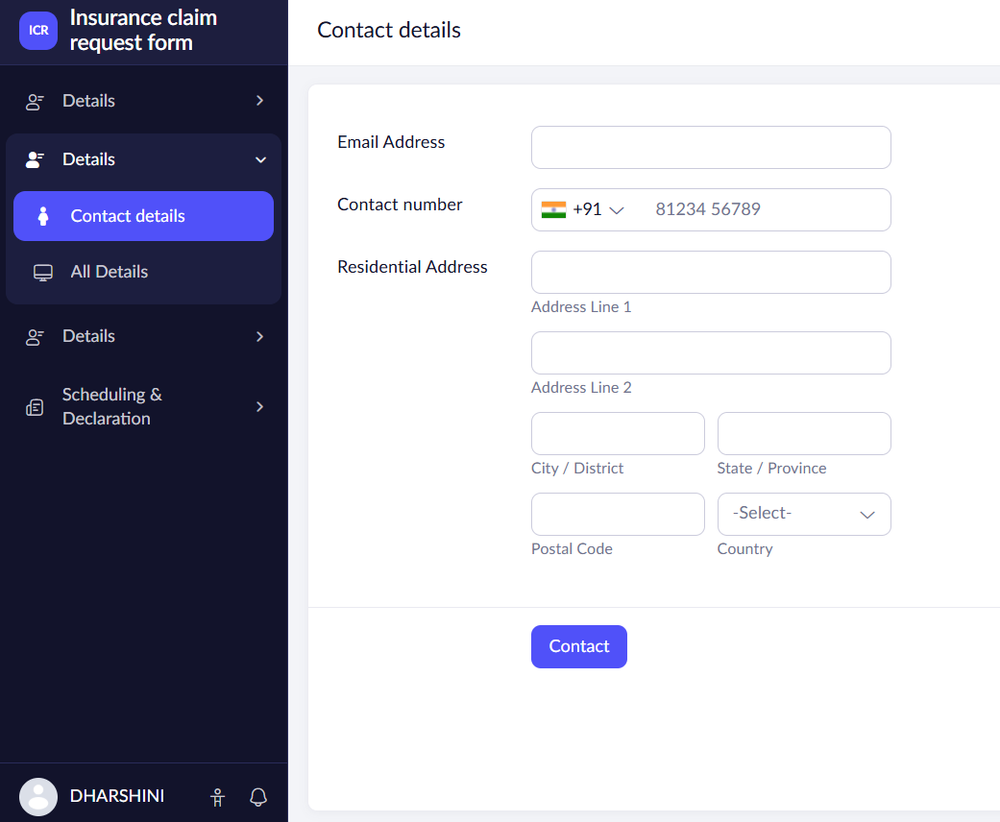 ICR
Insurance claim
request form
Details
Details
Contact details
All Details
Details
Scheduling &
Declaration
DHARSHINI
Contact details
Email Address
Contact number
+91
81234 56789
Residential Address
Address Line 1
Address Line 2
City / District
State / Province
-Select-
Postal Code
Country
Contact